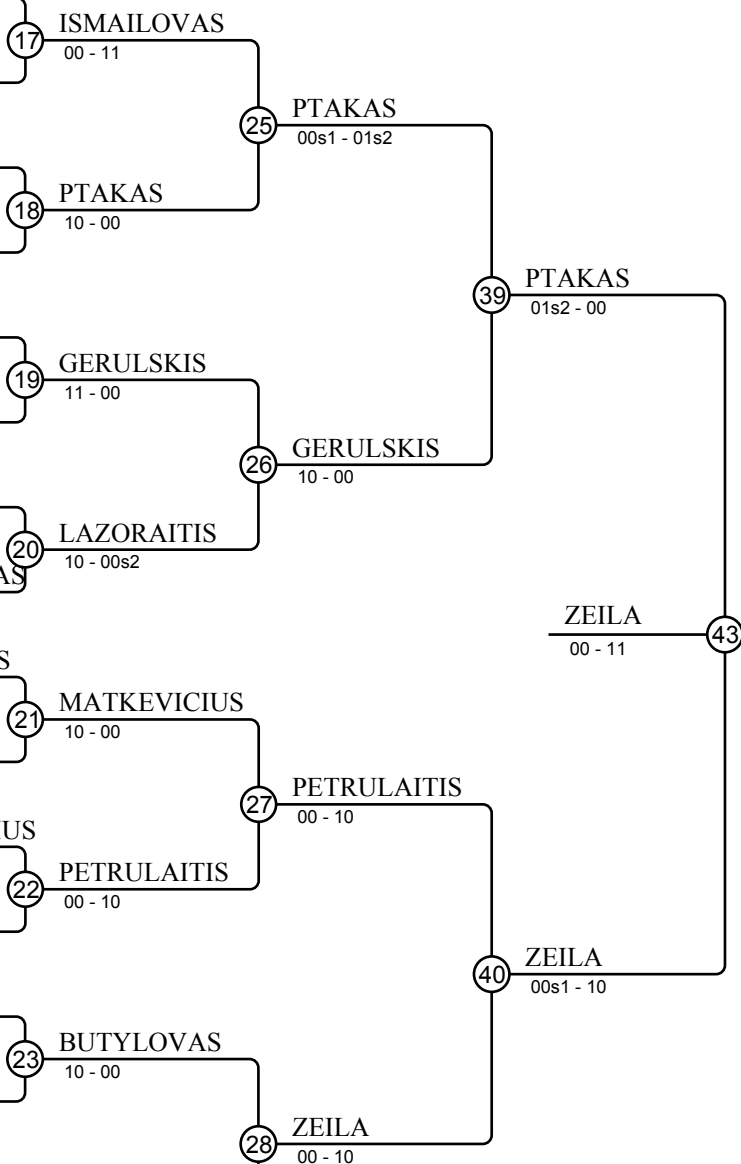 17 ISMAILOVAS
00 - 11
25 PTAKAS
00s1 - 01s2
18 PTAKAS
10 - 00
39 PTAKAS
01s2 - 00
19 GERULSKIS
11 - 00
26 GERULSKIS
10 - 00
20 LAZORAITIS
10 - 00s2
AS
ZEILA 43
00 - 11
S
21 MATKEVICIUS
10 - 00
27 PETRULAITIS
00 - 10
IUS
22 PETRULAITIS
00 - 10
40 ZEILA
00s1 - 10
23 BUTYLOVAS
10 - 00
28 ZEILA
00 - 10